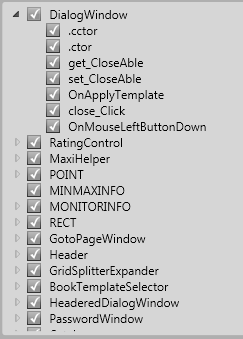 DialogWindow
.cctor
.ctor
get_CloseAble
set_CloseAble
OnApplyTemplate
close_Click
OnMouseLeftButtonDown
RatingControl
MaxiHelper
POINT
MINMAXINFO
MONITORINFO
RECT
GotoPageWindow
Header
GridSplitterExpander
BookTemplateSelector
HeaderedDialogWindow
PasswordWindow